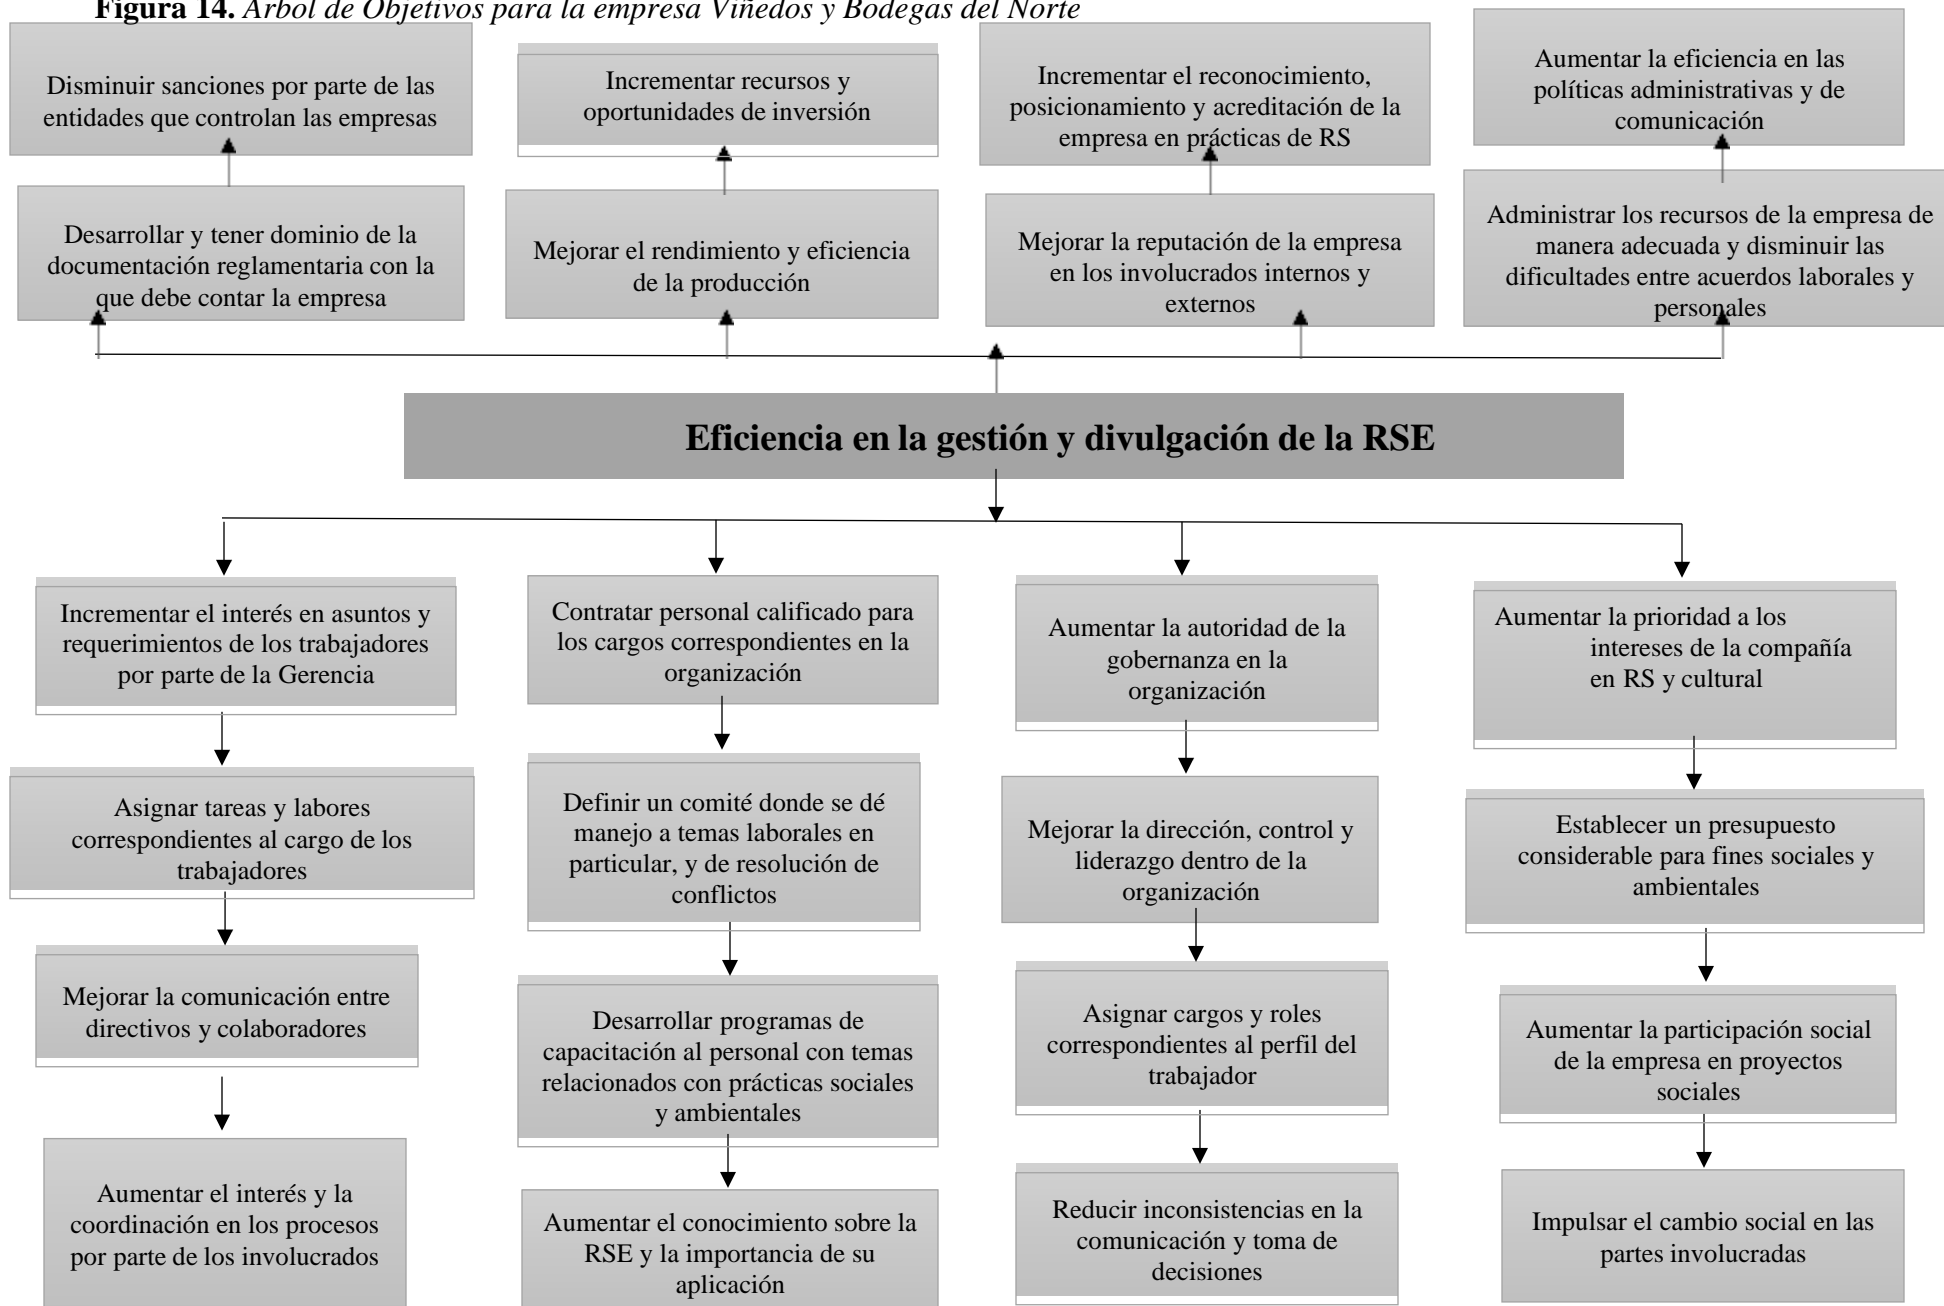 Figura 14. Árbol de Objetivos para la empresa Viñedos y Bodegas del Norte
Disminuir sanciones por parte de las
entidades que controlan las empresas
Incrementar recursos y
oportunidades de inversión
Incrementar el reconocimiento,
posicionamiento y acreditación de la
empresa en prácticas de RS
Aumentar la eficiencia en las
políticas administrativas y de
comunicación
Desarrollar y tener dominio de la
documentación reglamentaria con la
que debe contar la empresa
Mejorar el rendimiento y eficiencia
de la producción
Mejorar la reputación de la empresa
en los involucrados internos y
externos
Administrar los recursos de la empresa de
manera adecuada y disminuir las
dificultades entre acuerdos laborales y
personales
Eficiencia en la gestión y divulgación de la RSE
Incrementar el interés en asuntos y
requerimientos de los trabajadores
por parte de la Gerencia
Contratar personal calificado para
los cargos correspondientes en la
organización
Aumentar la autoridad de la
gobernanza en la
organización
Aumentar la prioridad a los
intereses de la compañía
en RS y cultural
Asignar tareas y labores
correspondientes al cargo de los
trabajadores
Definir un comité donde se dé
manejo a temas laborales en
particular, y de resolución de
conflictos
Mejorar la dirección, control y
liderazgo dentro de la
organización
Establecer un presupuesto
considerable para fines sociales y
ambientales
Mejorar la comunicación entre
directivos y colaboradores
Desarrollar programas de
capacitación al personal con temas
relacionados con prácticas sociales
y ambientales
Asignar cargos y roles
correspondientes al perfil del
trabajador
Aumentar la participación social
de la empresa en proyectos
sociales
Aumentar el interés y la
coordinación en los procesos
por parte de los involucrados
Aumentar el conocimiento sobre la
RSE y la importancia de su
aplicación
Reducir inconsistencias en la
comunicación y toma de
decisiones
Impulsar el cambio social en las
partes involucradas